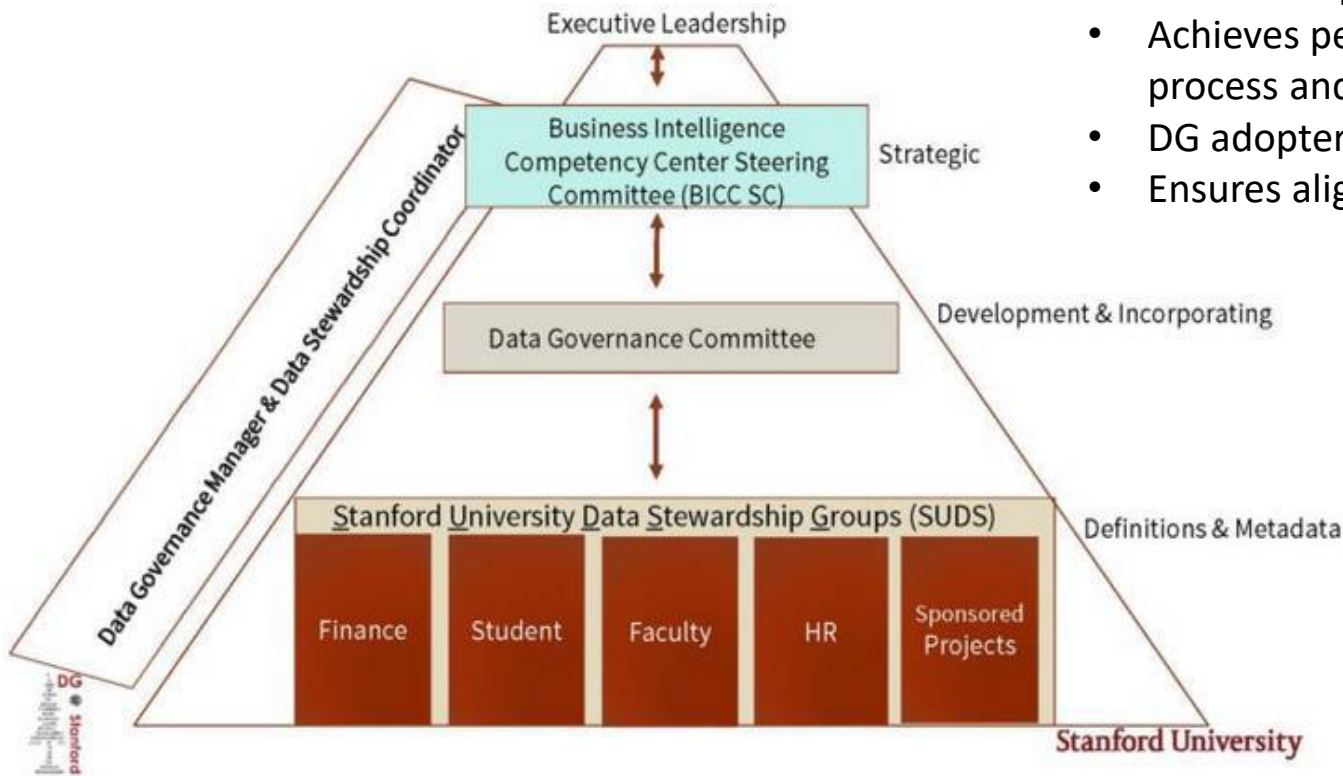 Executive Leadership
• Achieves pe
process and
• DG adopter
• Ensures alig
Business Intelligence
Competency Center Steering
Committee (BICC SC)
Strategic
Data Governance Manager & Data Stewardship Coordinator
Data Governance Committee
Development & Incorporating
Stanford University Data Stewardship Groups (SUDS)
Definitions & Metadata
Finance
Student
Faculty
HR
Sponsored
Projects
DG
@
Stanford
Stanford University